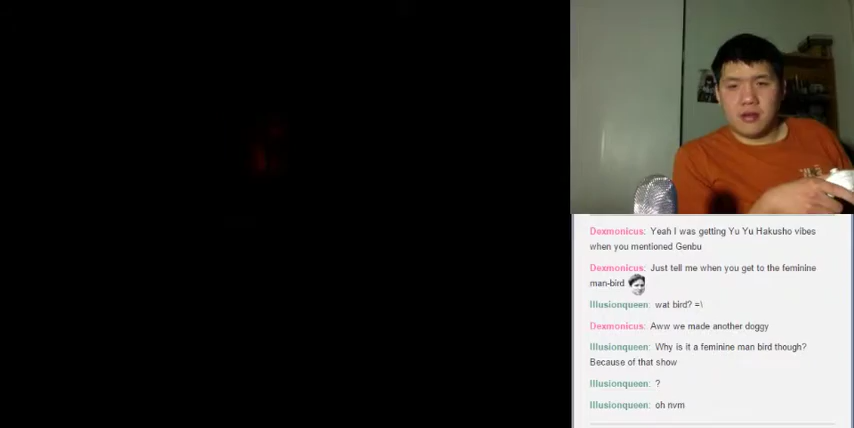 Dexmonicus: Yeah I was getting Yu Yu Hakusho vibes
when you mentioned Genbu
Dexmonicus: Just tell me when you get to the feminine
man-bird
Illusionqueen: wat bird? =\
Dexmonicus: Aww we made another doggy
Illusionqueen: Why is it a feminine man bird though?
Because of that show
Illusionqueen: ?
Illusionqueen: oh nvm